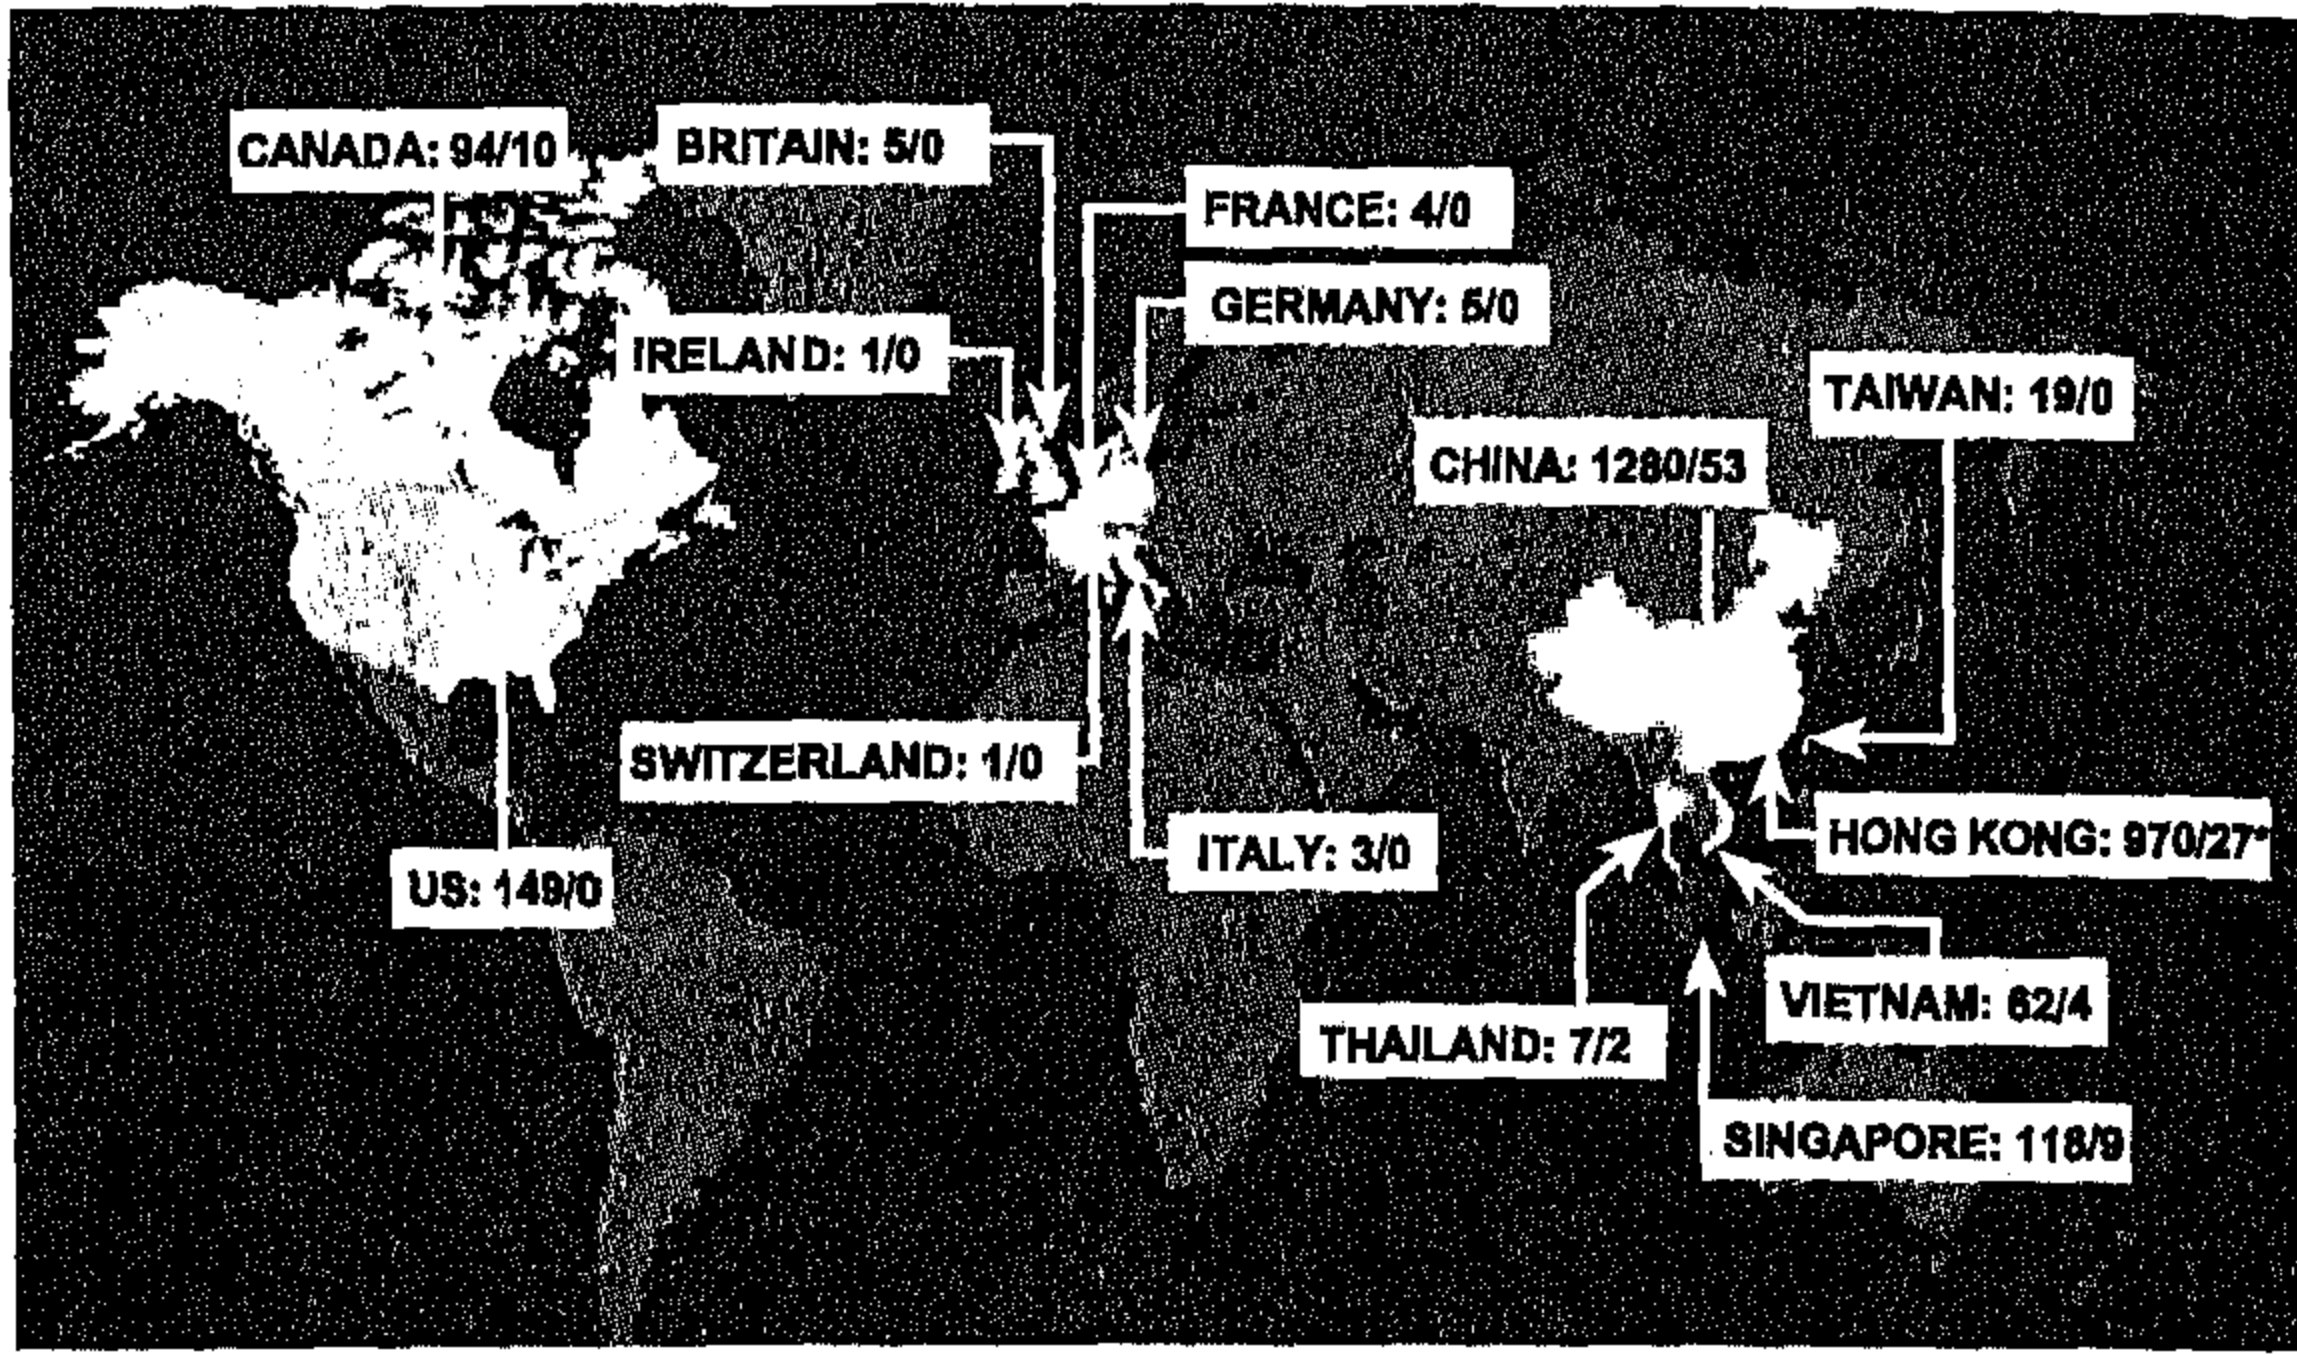 CANADA: 94/10
BRITAIN: 5/0
FRANCE: 4/0
GERMANY: 5/0
IRELAND: 1/0
TAIWAN: 19/0
CHINA: 1280/53
SWITZERLAND: 1/0
HONG KONG: 970/27*
ITALY: 3/0
US: 149/0
VIETNAM: 62/4
THAILAND: 7/2
SINGAPORE: 118/9